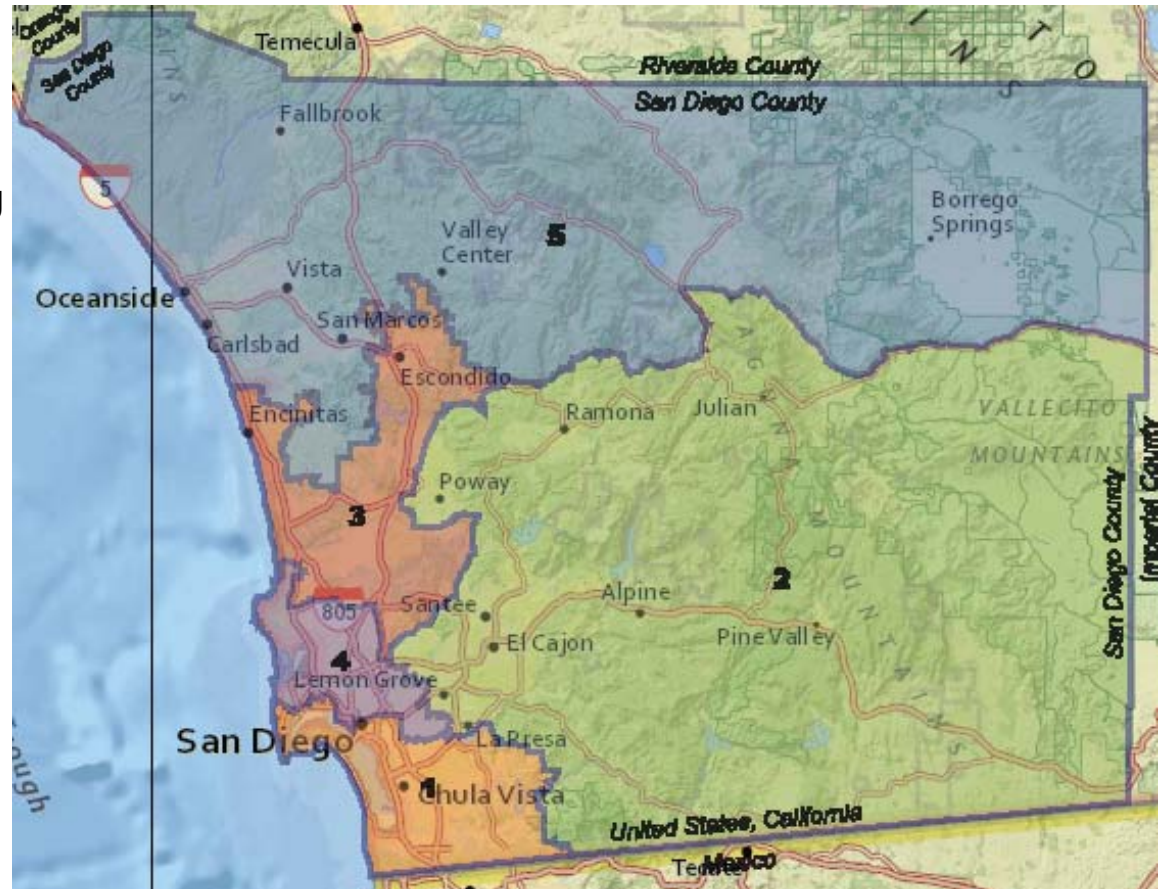 Orange
County
San Diego
County
Temecula
Riverside County
San Diego County
I N S
T O
Fallbrook
5
Valley
Center
5
Borrego
Springs
Vista
Oceanside
San Marcos
Carlsbad
Escondido
Encinitas
Ramona
Julian
VALLECITO
MOUNTAINS
Poway
3
2
San Diego County
Imperial County
A G N A M O U N T A I N S
Santee
Alpine
805
El Cajon
Pine Valley
4
Lemon Grove
San Diego
La Presa
1
Chula Vista
ough
United States, California
Mexico